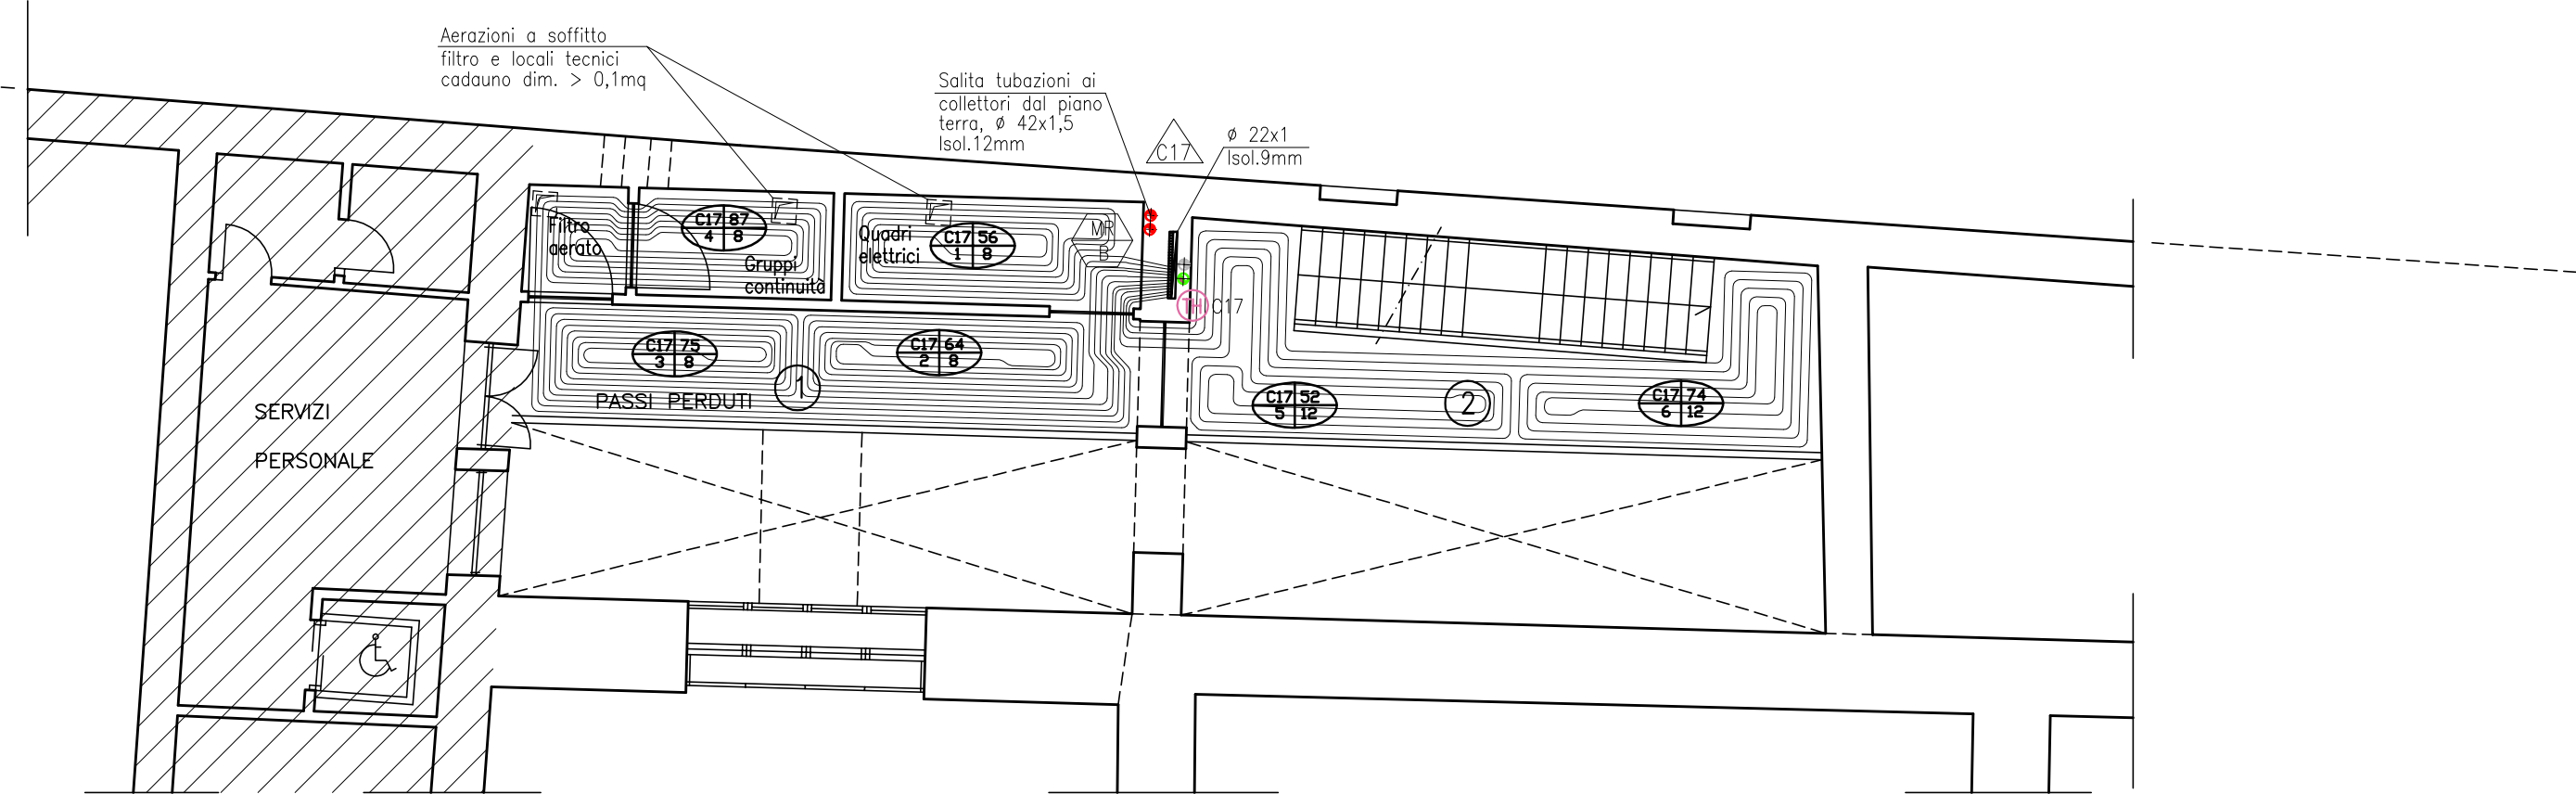 Aerazioni a soffitto
filtro e locali tecnici
cadauno dim. > 0,1mq
Salita tubazioni ai
collettori dal piano
terra, ø 42x1,5
Isol.12mm
C17
ø 22x1
Isol.9mm
Filtro
aerato
C17 87
4 8
Gruppi
continuità
Quadri
elettrici
C17 56
1 8
MR
B
TH C17
C17 75
3 8
C17 64
2 8
1
PASSI PERDUTI
C17 52
5 12
2
C17 74
6 12
SERVIZI
PERSONALE